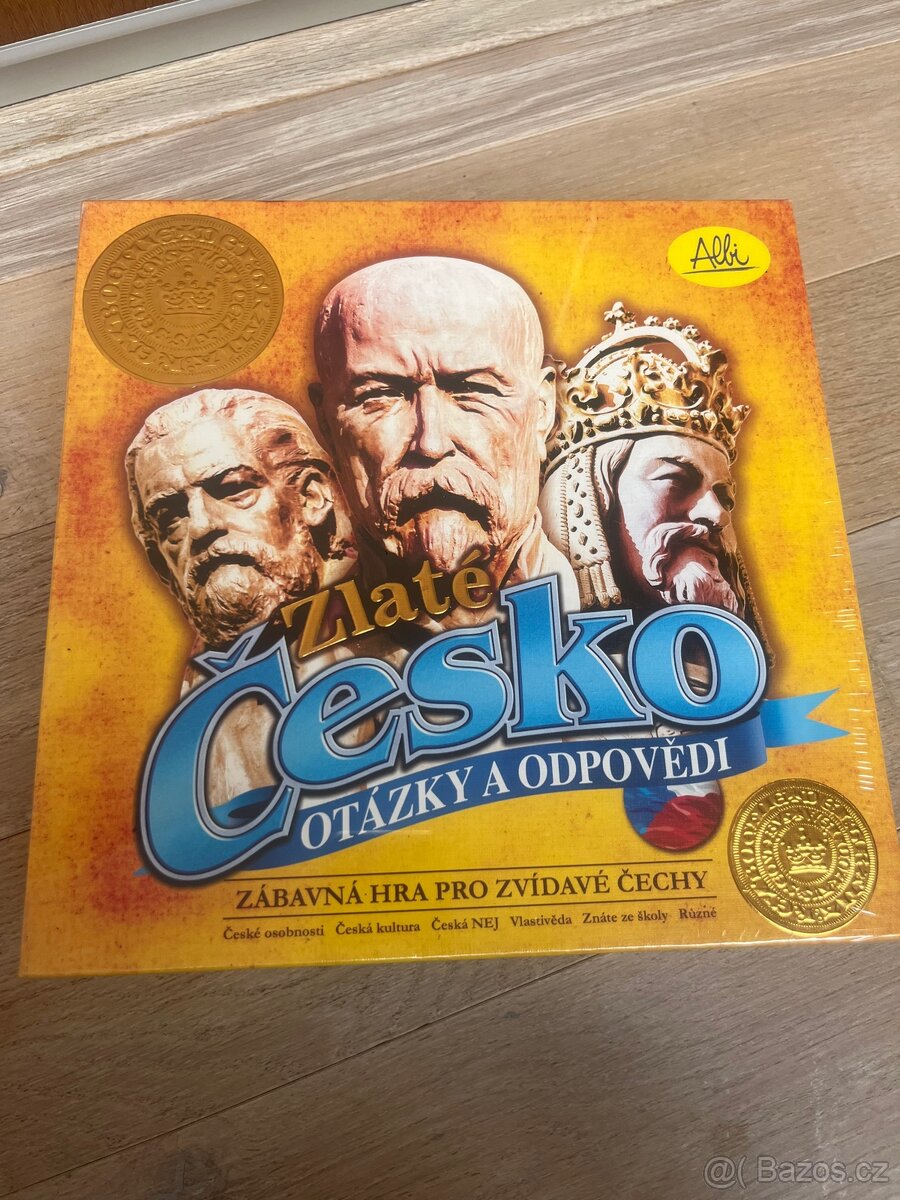 Albi
Zlaté
Česko
OTÁZKY A ODPOVĚDI
ZÁBAVNÁ HRA PRO ZVÍDAVÉ ČECHY
České osobnosti Česká kultura Česká NEJ Vlastivěda Znáte ze školy Různé
@( Bazos.cz